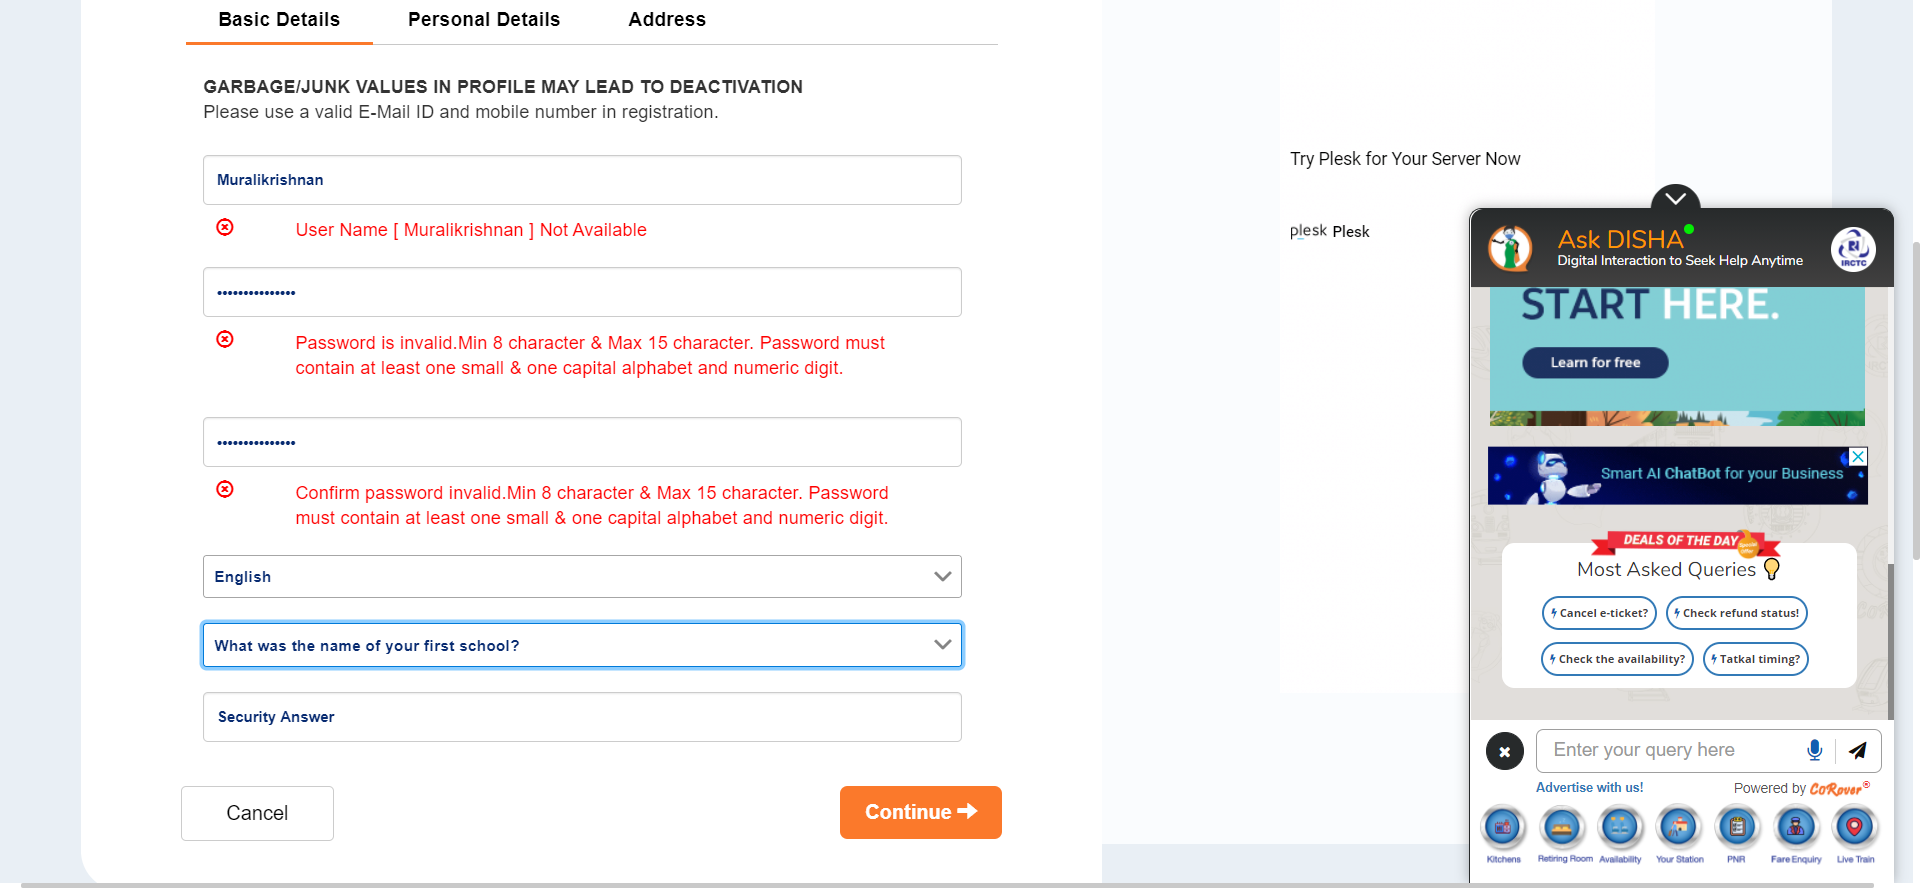 Basic Details
Personal Details
Address
GARBAGE/JUNK VALUES IN PROFILE MAY LEAD TO DEACTIVATION
Please use a valid E-Mail ID and mobile number in registration.
Muralikrishnan
User Name [ Muralikrishnan ] Not Available
•••••••••••••••
Password is invalid.Min 8 character & Max 15 character. Password must
contain at least one small & one capital alphabet and numeric digit.
•••••••••••••••
Confirm password invalid.Min 8 character & Max 15 character. Password
must contain at least one small & one capital alphabet and numeric digit.
English
What was the name of your first school?
Security Answer
Cancel
Continue
Try Plesk for Your Server Now
plesk Plesk
Ask DISHA
Digital Interaction to Seek Help Anytime
IRCTC
START HERE.
Learn for free
Smart AI ChatBot for your Business
DEALS OF THE DAY
Special Offer
Most Asked Queries
Cancel e-ticket?
Check refund status!
Check the availability?
Tatkal timing?
Enter your query here
Advertise with us!
Powered by CoRover®
Kitchens
Retiring Room
Availability
Your Station
PNR
Fare Enquiry
Live Train